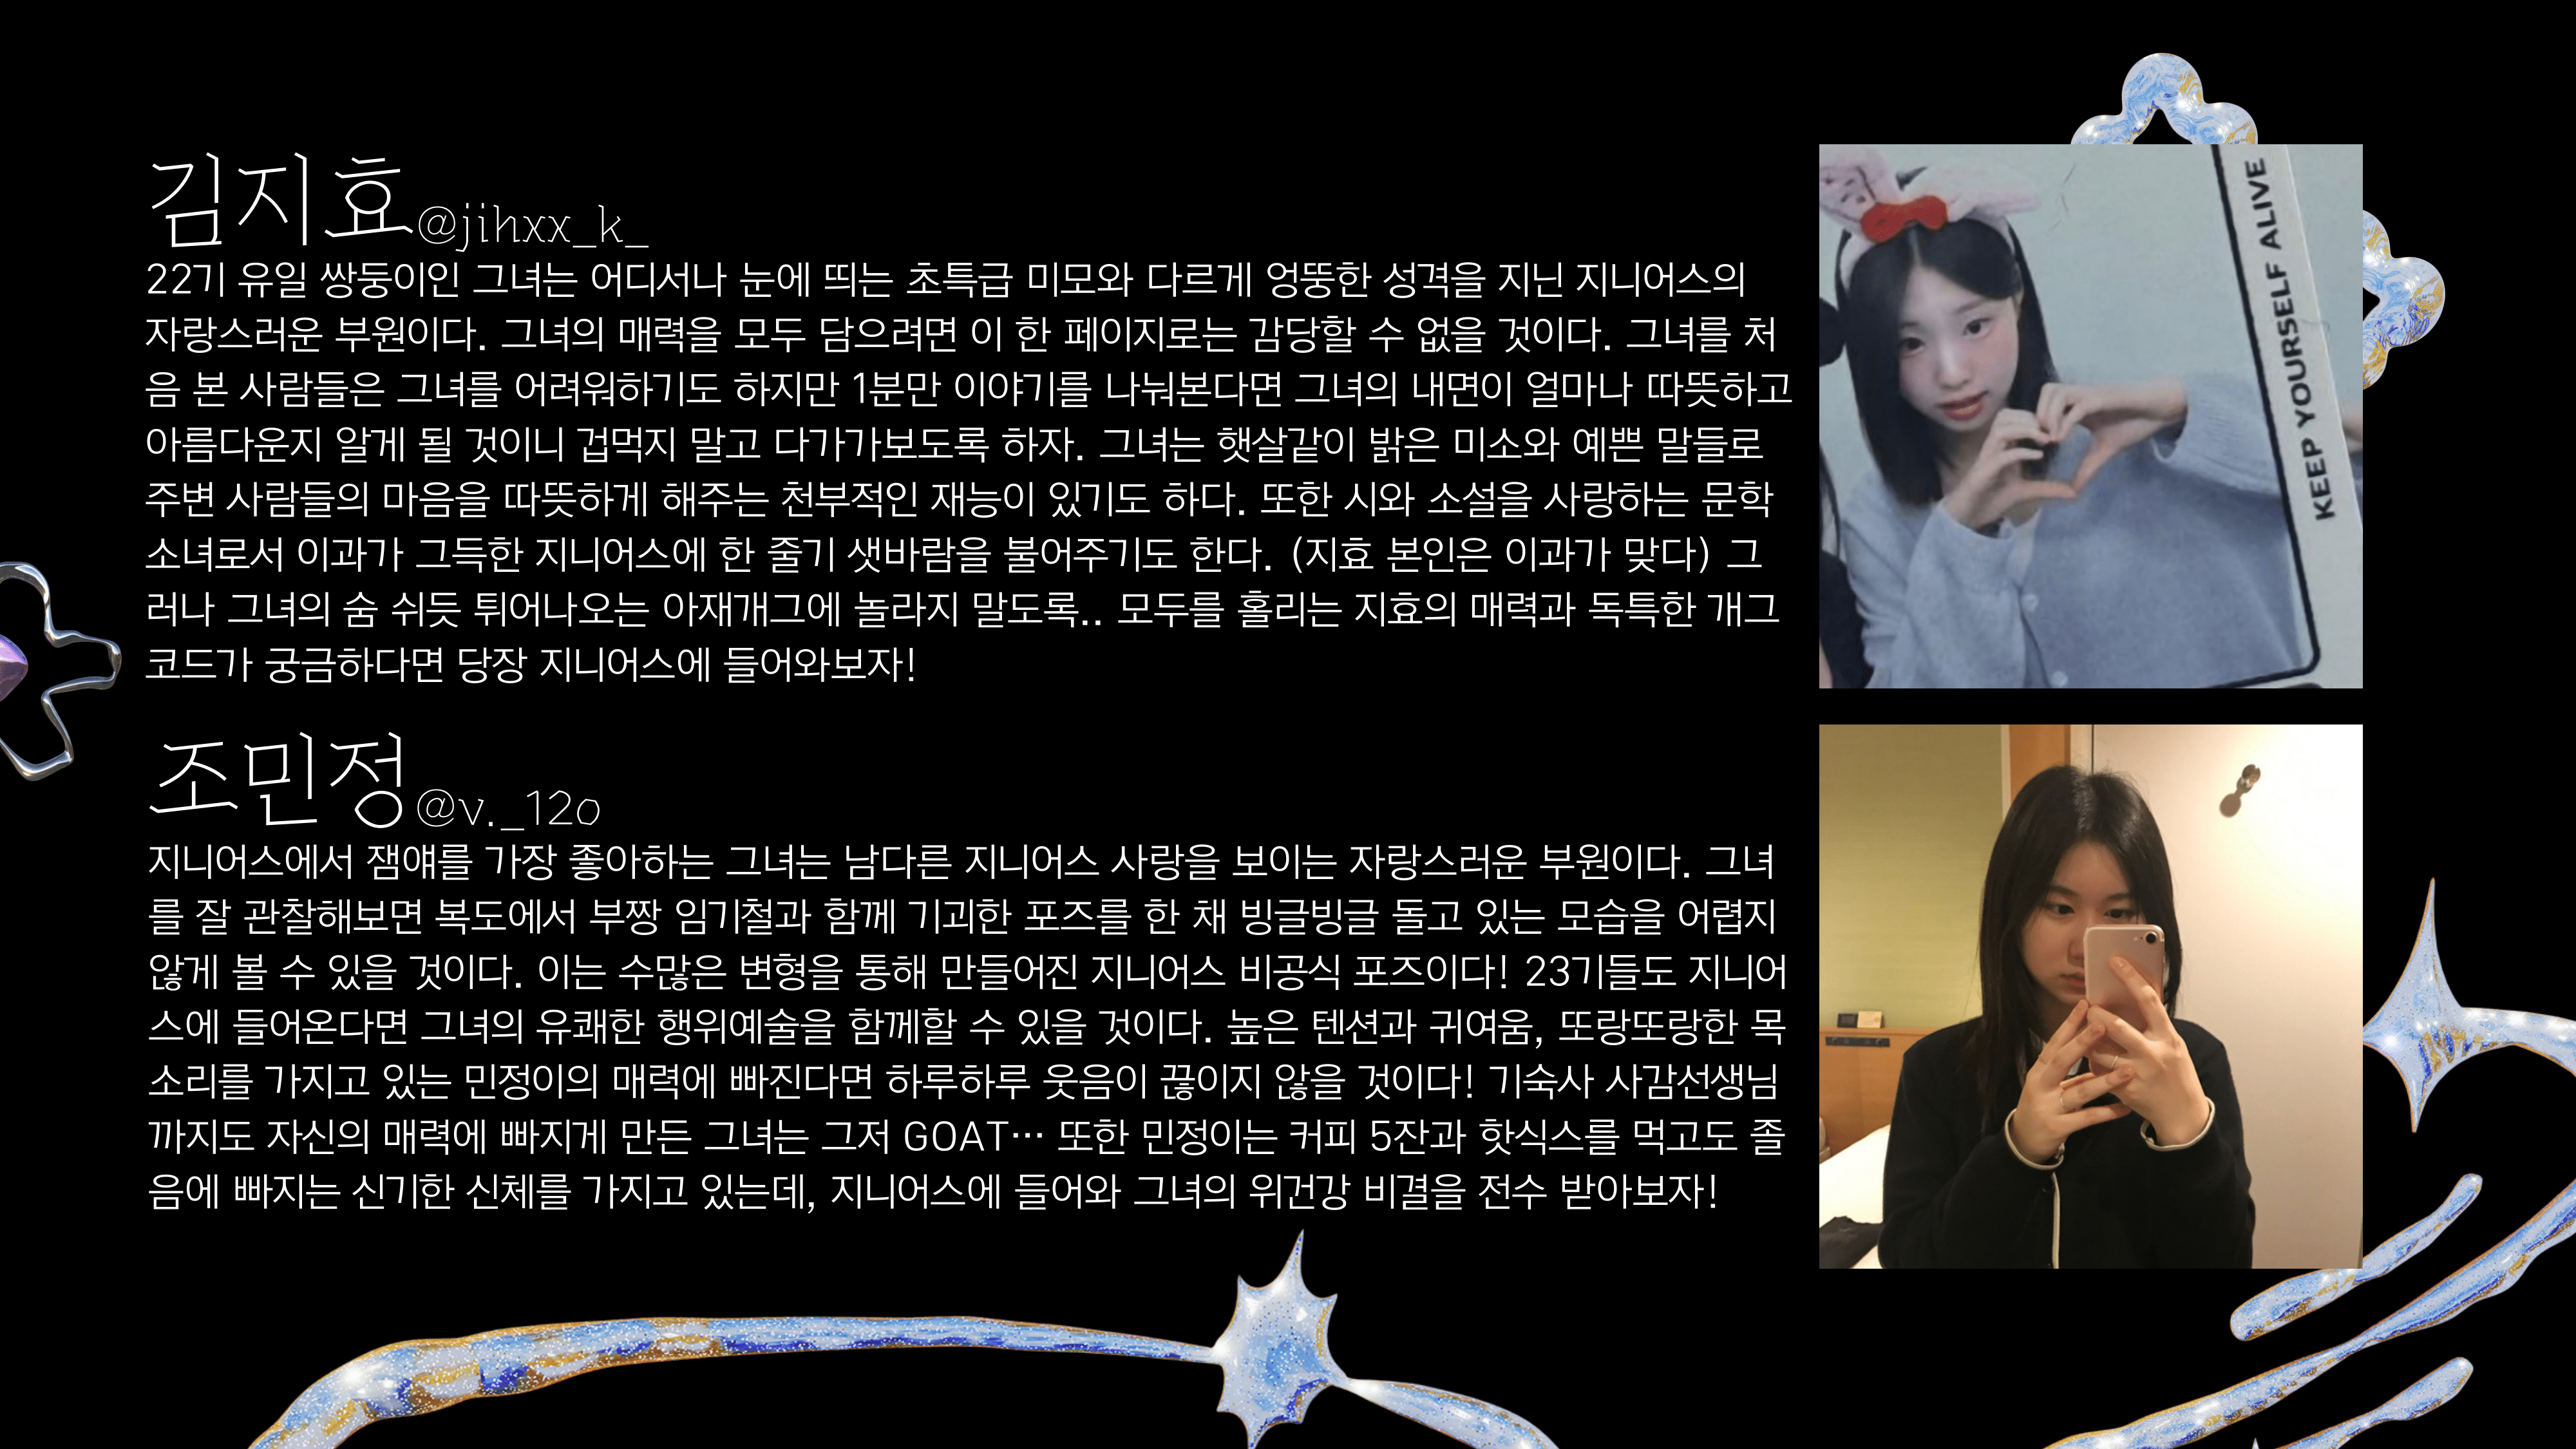 김지효@jihxx_k_
22기 유일 쌍둥이인 그녀는 어디서나 눈에 띄는 초특급 미모와 다르게 엉뚱한 성격을 지닌 지니어스의
자랑스러운 부원이다. 그녀의 매력을 모두 담으려면 이 한 페이지로는 감당할 수 없을 것이다. 그녀를 처
음 본 사람들은 그녀를 어려워하기도 하지만 1분만 이야기를 나눠본다면 그녀의 내면이 얼마나 따뜻하고
아름다운지 알게 될 것이니 겁먹지 말고 다가가보도록 하자. 그녀는 햇살같이 밝은 미소와 예쁜 말들로
주변 사람들의 마음을 따뜻하게 해주는 천부적인 재능이 있기도 하다. 또한 시와 소설을 사랑하는 문학
소녀로서 이과가 그득한 지니어스에 한 줄기 샛바람을 불어주기도 한다. (지효 본인은 이과가 맞다) 그
러나 그녀의 숨 쉬듯 튀어나오는 아재개그에 놀라지 말도록.. 모두를 홀리는 지효의 매력과 독특한 개그
코드가 궁금하다면 당장 지니어스에 들어와보자!
KEEP YOURSELF ALIVE
조민정@v._12o
지니어스에서 잼얘를 가장 좋아하는 그녀는 남다른 지니어스 사랑을 보이는 자랑스러운 부원이다. 그녀
를 잘 관찰해보면 복도에서 부짱 임기철과 함께 기괴한 포즈를 한 채 빙글빙글 돌고 있는 모습을 어렵지
않게 볼 수 있을 것이다. 이는 수많은 변형을 통해 만들어진 지니어스 비공식 포즈이다! 23기들도 지니어
스에 들어온다면 그녀의 유쾌한 행위예술을 함께할 수 있을 것이다. 높은 텐션과 귀여움, 또랑또랑한 목
소리를 가지고 있는 민정이의 매력에 빠진다면 하루하루 웃음이 끊이지 않을 것이다! 기숙사 사감선생님
까지도 자신의 매력에 빠지게 만든 그녀는 그저 GOAT… 또한 민정이는 커피 5잔과 핫식스를 먹고도 졸
음에 빠지는 신기한 신체를 가지고 있는데, 지니어스에 들어와 그녀의 위건강 비결을 전수 받아보자!